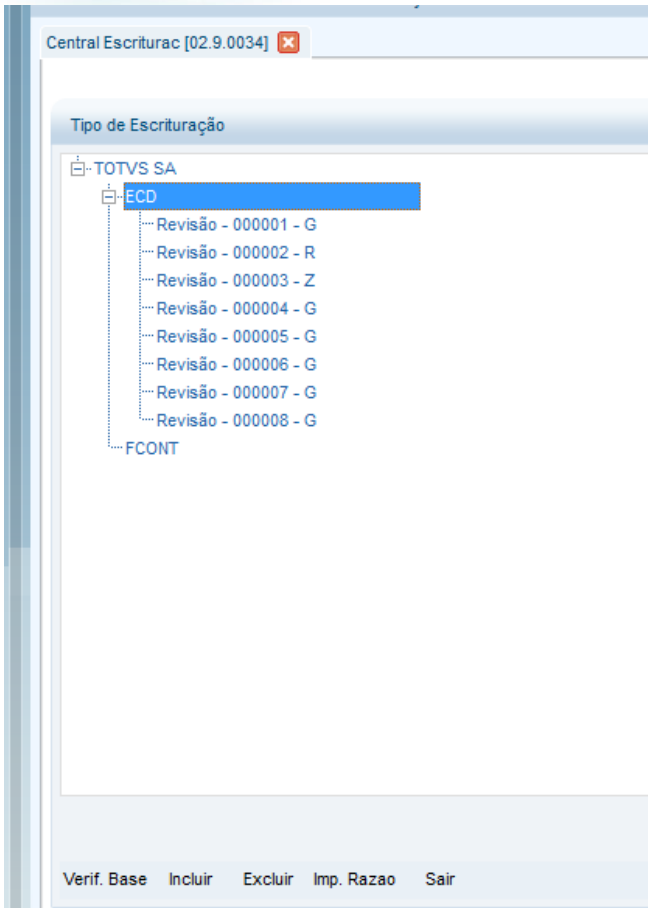 Central Escriturac [02.9.0034]
Tipo de Escrituração
TOTVS SA
ECD
Revisão - 000001 - G
Revisão - 000002 - R
Revisão - 000003 - Z
Revisão - 000004 - G
Revisão - 000005 - G
Revisão - 000006 - G
Revisão - 000007 - G
Revisão - 000008 - G
FCONT
Verif. Base Incluir Excluir Imp. Razao Sair